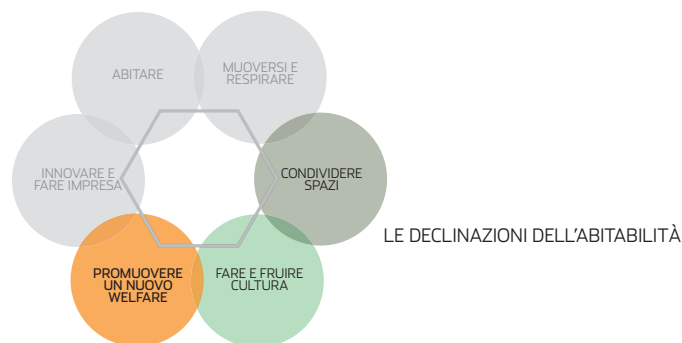 ABITARE
MUOVERSI E
RESPIRARE
INNOVARE E
FARE IMPRESA
CONDIVIDERE
SPAZI
LE DECLINAZIONI DELL'ABITABILITÀ
PROMUOVERE
UN NUOVO
WELFARE
FARE E FRUIRE
CULTURA